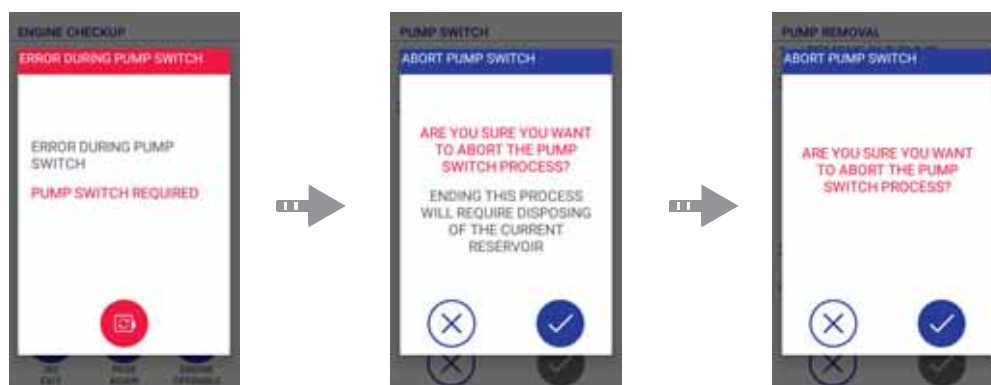 ENGINE CHECKUP
ERROR DURING PUMP SWITCH
ERROR DURING PUMP
SWITCH
PUMP SWITCH REQUIRED
EXIT
AGAIN
PUMP SWITCH
ABORT PUMP SWITCH
ARE YOU SURE YOU WANT
TO ABORT THE PUMP
SWITCH PROCESS?
ENDING THIS PROCESS
WILL REQUIRE DISPOSING
OF THE CURRENT
RESERVOIR
PUMP REMOVAL
ABORT PUMP SWITCH
ARE YOU SURE YOU WANT
TO ABORT THE PUMP
SWITCH PROCESS?